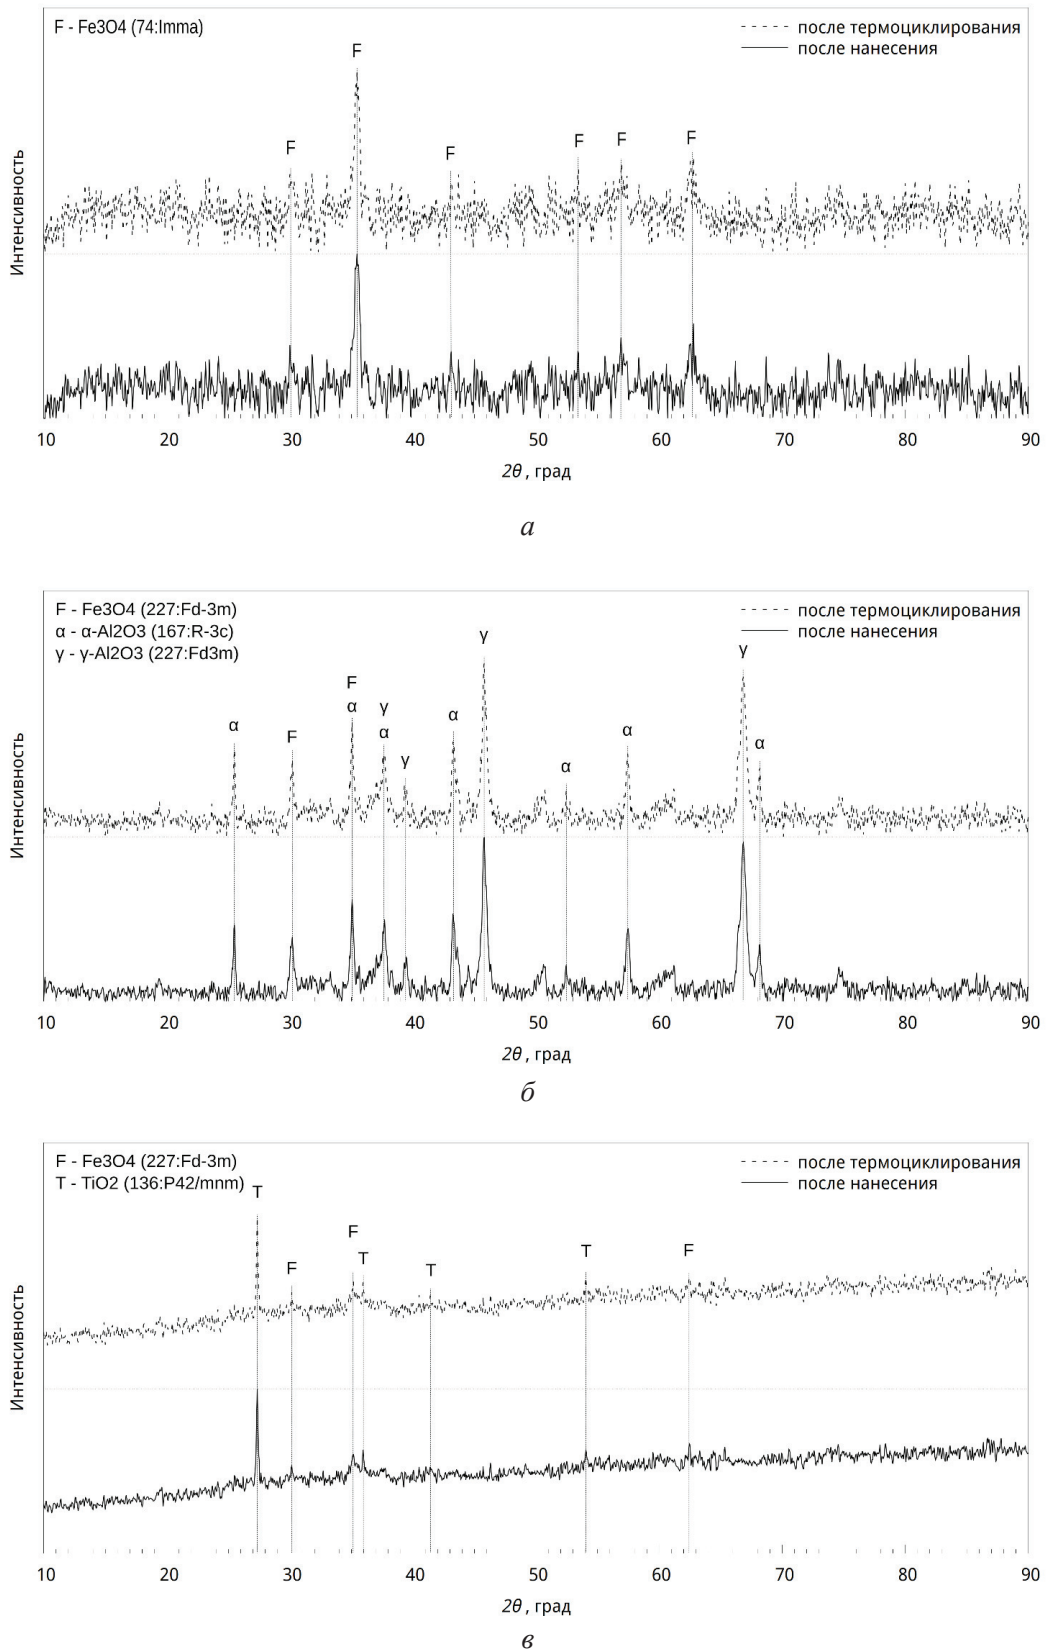 F - Fe3O4 (74:Imma)
после термоциклирования
после нанесения
F
F
F
F
F
F
Интенсивность
10 20 30 40 50 60 70 80 90
2θ , град
а
F - Fe3O4 (227:Fd-3m)
α - α-Al2O3 (167:R-3c)
γ - γ-Al2O3 (227:Fd3m)
после термоциклирования
после нанесения
α
F
F
α
γ
α
γ
α
γ
α
α
γ
α
Интенсивность
10 20 30 40 50 60 70 80 90
2θ , град
б
F - Fe3O4 (227:Fd-3m)
T - TiO2 (136:P42/mnm)
после термоциклирования
после нанесения
T
F
F
T
T
T
F
Интенсивность
10 20 30 40 50 60 70 80 90
2θ , град
в